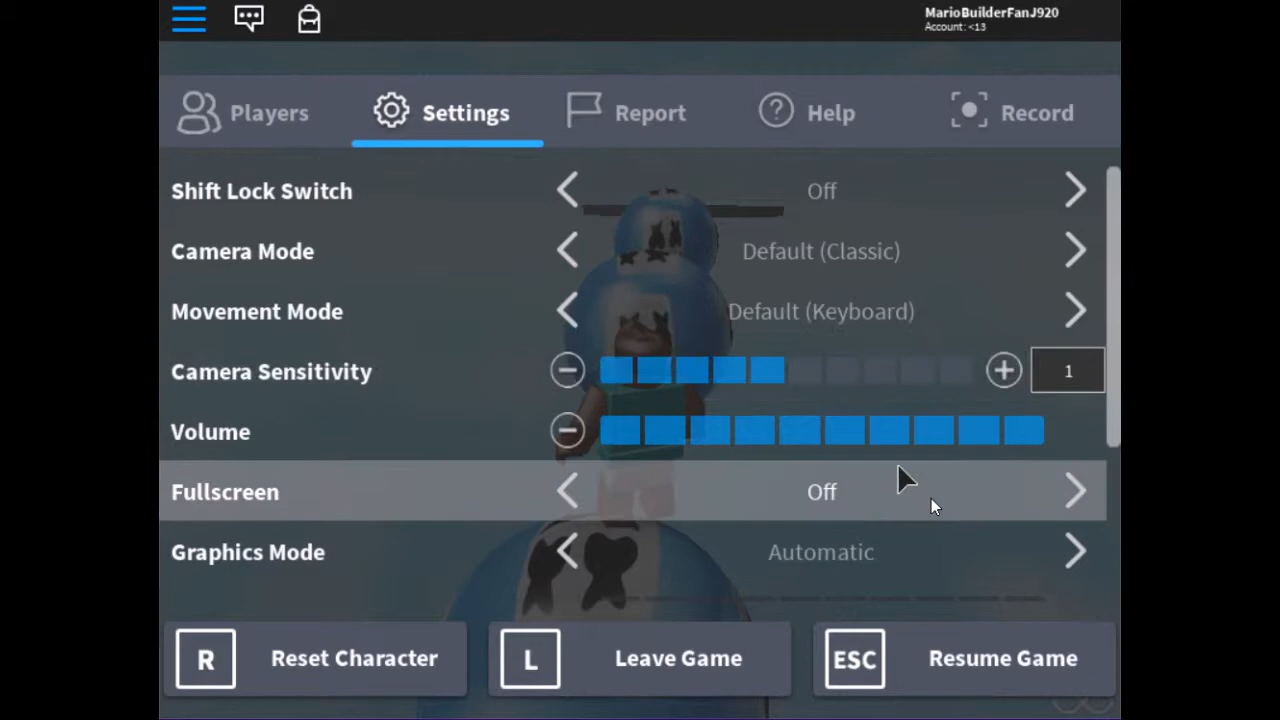 MarioBuilderFanJ920
Account: <13
Players
Settings
Report
Help
Record
Shift Lock Switch
Off
Camera Mode
Default (Classic)
Movement Mode
Default (Keyboard)
Camera Sensitivity
1
Volume
Fullscreen
Off
Graphics Mode
Automatic
R Reset Character
L Leave Game
ESC Resume Game